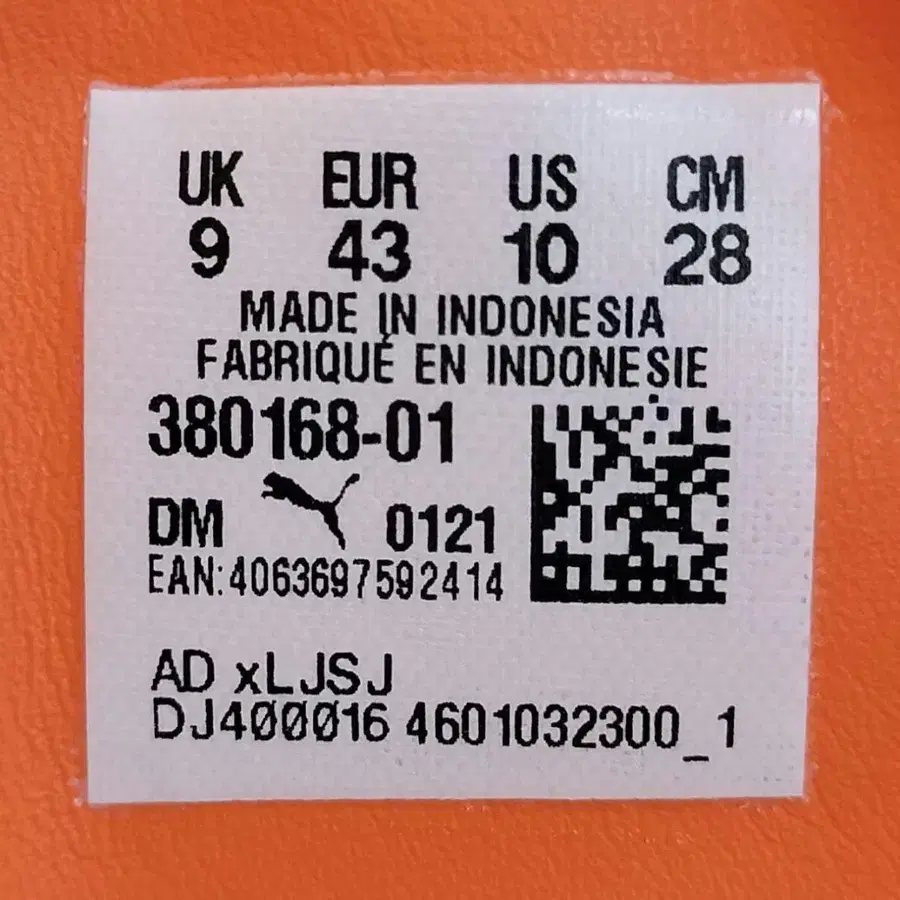 UK EUR US CM
9 43 10 28
MADE IN INDONESIA
FABRIQUÉ EN INDONESIE
380168-01
DM 0121
EAN:4063697592414
AD xLJSJ
DJ400016 4601032300_1